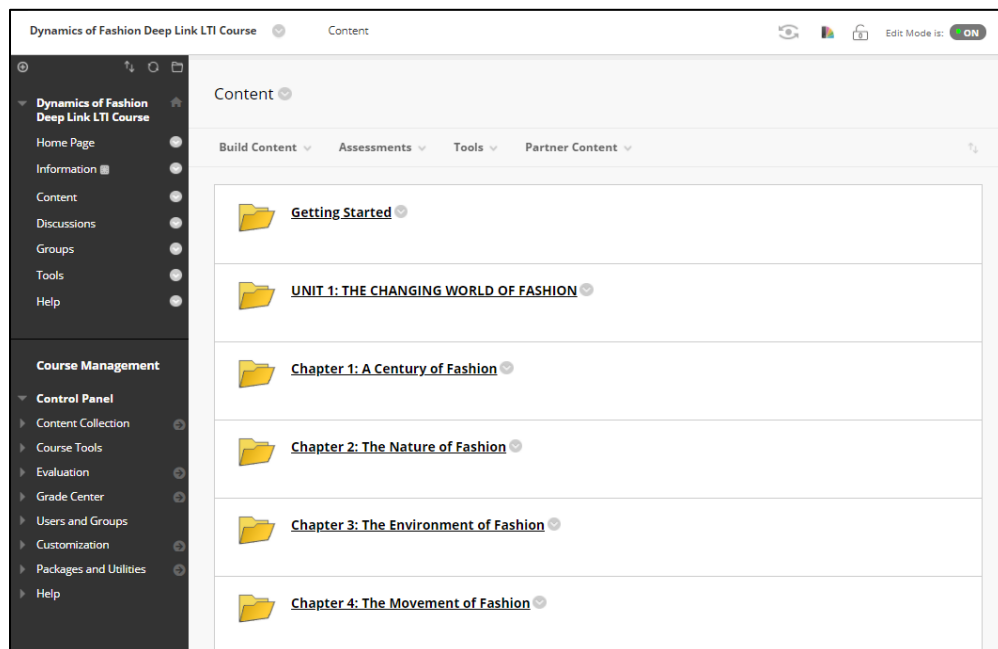 Dynamics of Fashion Deep Link LTI Course
Content
Edit Mode is: ON
Dynamics of Fashion
Deep Link LTI Course
Home Page
Information
Content
Discussions
Groups
Tools
Help
Course Management
Control Panel
Content Collection
Course Tools
Evaluation
Grade Center
Users and Groups
Customization
Packages and Utilities
Help
Content
Build Content
Assessments
Tools
Partner Content
Getting Started
UNIT 1: THE CHANGING WORLD OF FASHION
Chapter 1: A Century of Fashion
Chapter 2: The Nature of Fashion
Chapter 3: The Environment of Fashion
Chapter 4: The Movement of Fashion